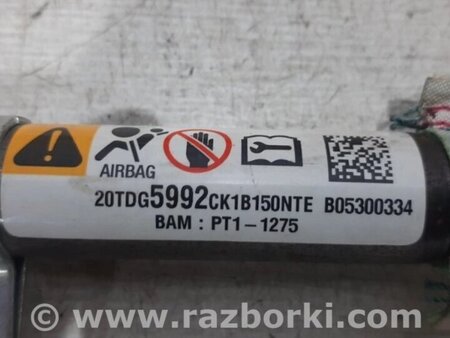 AIRBAG
20TDG5992CK1B150NTE B05300334
BAM : PT1-1275
© www.razborki.com